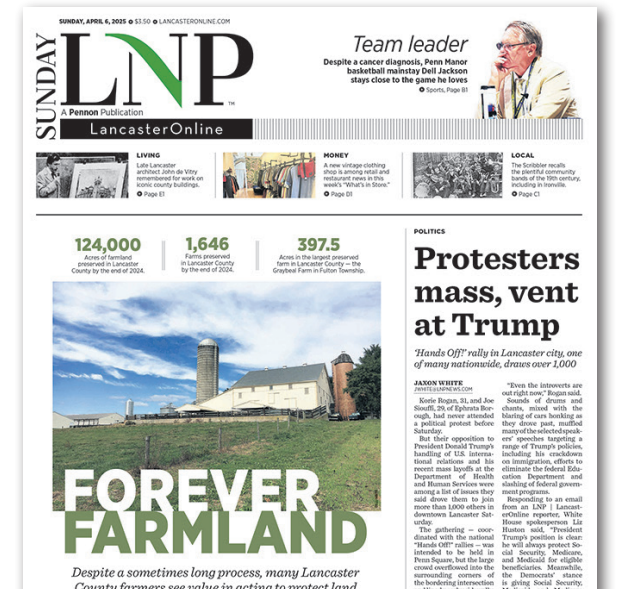 SUNDAY, APRIL 6, 2025 $3.50 LANCASTERONLINE.COM
SUNDAY
LNP
TM
A Pennon Publication
LancasterOnline
Team leader
Despite a cancer diagnosis, Penn Manor
basketball mainstay Dell Jackson
stays close to the game he loves
Sports, Page B1
LIVING
Late Lancaster
architect John de Vitry
remembered for work on
iconic county buildings.
Page E1
MONEY
A new vintage clothing
shop is among retail and
restaurant news in this
week's "What's in Store."
Page D1
LOCAL
The Scribbler recalls
the plentiful community
bands of the 19th century,
including in Ironville.
Page C1
124,000
Acres of farmland
preserved in Lancaster
County by the end of 2024.
1,646
Farms preserved
in Lancaster County
by the end of 2024.
397.5
Acres in the largest preserved
farm in Lancaster County — the
Graybeal Farm in Fulton Township.
FOREVER
FARMLAND
Despite a sometimes long process, many Lancaster
County farmers see value in acting to protect land
POLITICS
Protesters
mass, vent
at Trump
'Hands Off!' rally in Lancaster city, one
of many nationwide, draws over 1,000
JAXON WHITE
JWHITE@LNPNEWS.COM
Korie Rogan, 31, and Joe
Siouffi, 29, of Ephrata Bor-
ough, had never attended
a political protest before
Saturday.
But their opposition to
President Donald Trump's
handling of U.S. interna-
tional relations and his
recent mass layoffs at the
Department of Health
and Human Services were
among a list of issues they
said drove them to join
more than 1,000 others in
downtown Lancaster Sat-
urday.
The gathering — coor-
dinated with the national
"Hands Off!" rallies — was
intended to be held in
Penn Square, but the large
crowd overflowed into the
surrounding corners of
the bordering intersection
"Even the introverts are
out right now," Rogan said.
Sounds of drums and
chants, mixed with the
blaring of cars honking as
they drove past, muffled
many of the selected speak-
ers' speeches targeting a
range of Trump's policies,
including his crackdown
on immigration, efforts to
eliminate the federal Edu-
cation Department and
slashing of federal govern-
ment programs.
Responding to an email
from an LNP | Lancast-
erOnline reporter, White
House spokesperson Liz
Huston said, "President
Trump's position is clear:
he will always protect So-
cial Security, Medicare,
and Medicaid for eligible
beneficiaries. Meanwhile,
the Democrats' stance
is giving Social Security,